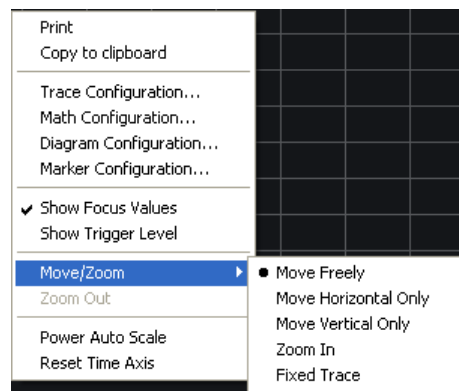 Print
Copy to clipboard
Trace Configuration...
Math Configuration...
Diagram Configuration...
Marker Configuration...
Show Focus Values
Show Trigger Level
Move/Zoom
Zoom Out
Power Auto Scale
Reset Time Axis
Move Freely
Move Horizontal Only
Move Vertical Only
Zoom In
Fixed Trace